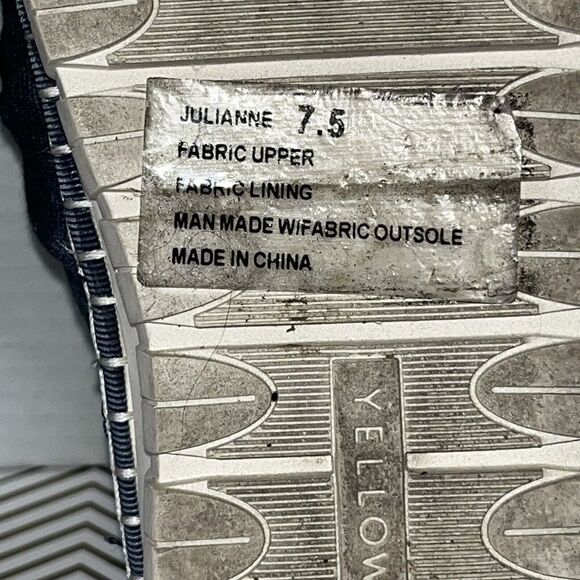 JULIANNE 7.5
FABRIC UPPER
FABRIC LINING
MAN MADE W/FABRIC OUTSOLE
MADE IN CHINA
YELLOW